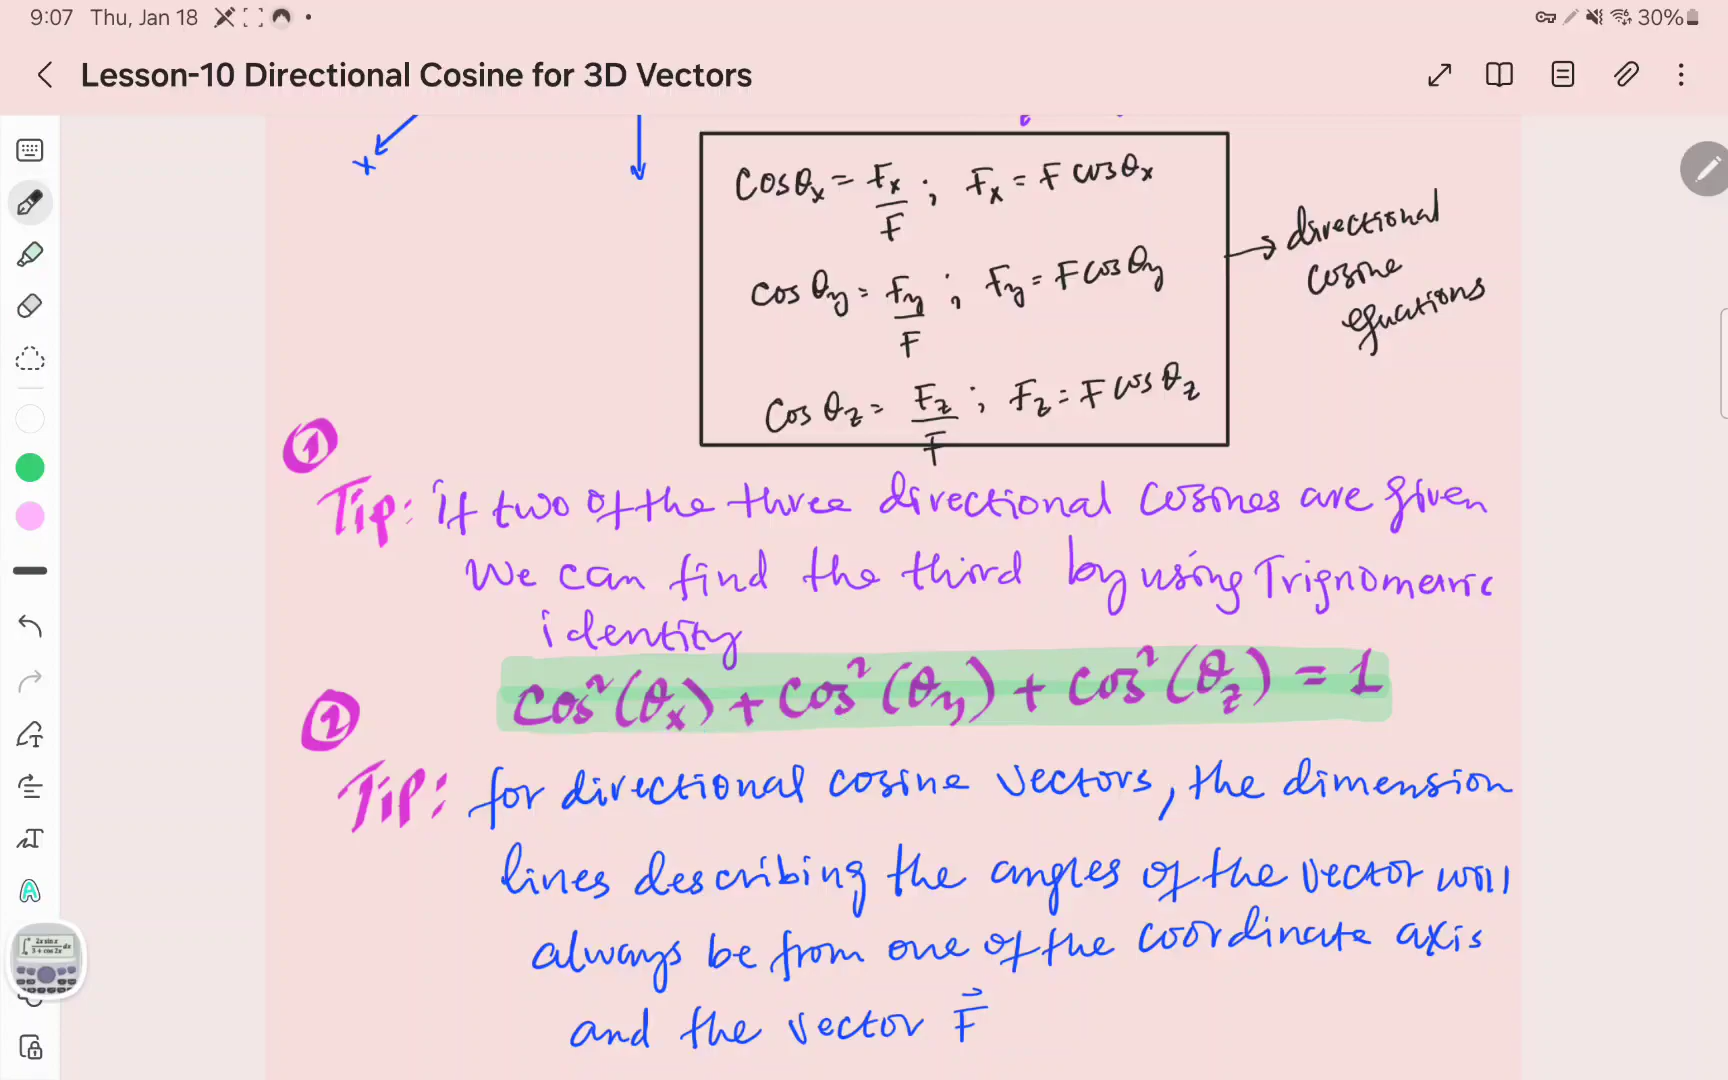 9:07 Thu, Jan 18
30%
Lesson-10 Directional Cosine for 3D Vectors
x
Cosθx = Fx/F ; Fx = F cosθx
cos θy = Fy/F ; Fy = F cos θy
Cos θz = Fz/F ; Fz = F cos θz
directional
cosine
equations
1
Tip: if two of the three directional cosines are given
we can find the third by using Trignometric
identity
cos²(θx) + cos²(θy) + cos²(θz) = 1
2
Tip: for directional cosine vectors, the dimension
lines describing the angles of the vector will
always be from one of the coordinate axis
and the vector F⃗